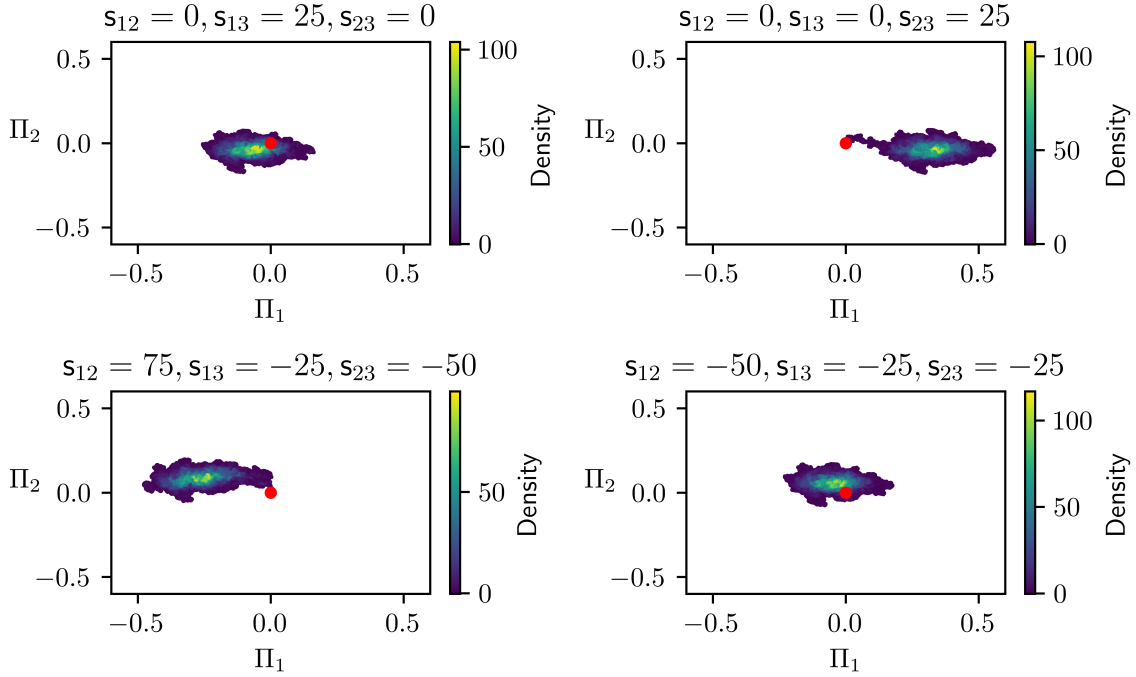 s₁₂ = 0, s₁₃ = 25, s₂₃ = 0
0.5
Π₂ 0.0
−0.5
−0.5 0.0 0.5
Π₁
100
50
0
Density
s₁₂ = 0, s₁₃ = 0, s₂₃ = 25
0.5
Π₂ 0.0
−0.5
−0.5 0.0 0.5
Π₁
100
50
0
Density
s₁₂ = 75, s₁₃ = −25, s₂₃ = −50
0.5
Π₂ 0.0
−0.5
−0.5 0.0 0.5
Π₁
50
0
Density
s₁₂ = −50, s₁₃ = −25, s₂₃ = −25
0.5
Π₂ 0.0
−0.5
−0.5 0.0 0.5
Π₁
100
50
0
Density